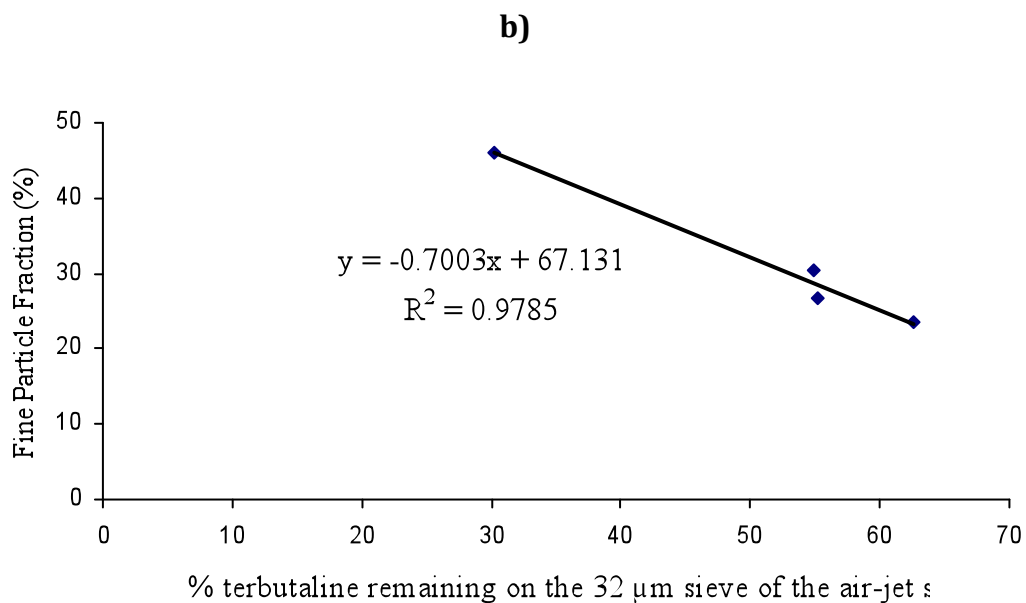 b)
50
40
30
20
10
0
Fine Particle Fraction (%)
y = -0.7003x + 67.131
R² = 0.9785
0 10 20 30 40 50 60 70
% terbutaline remaining on the 32 µm sieve of the air-jet